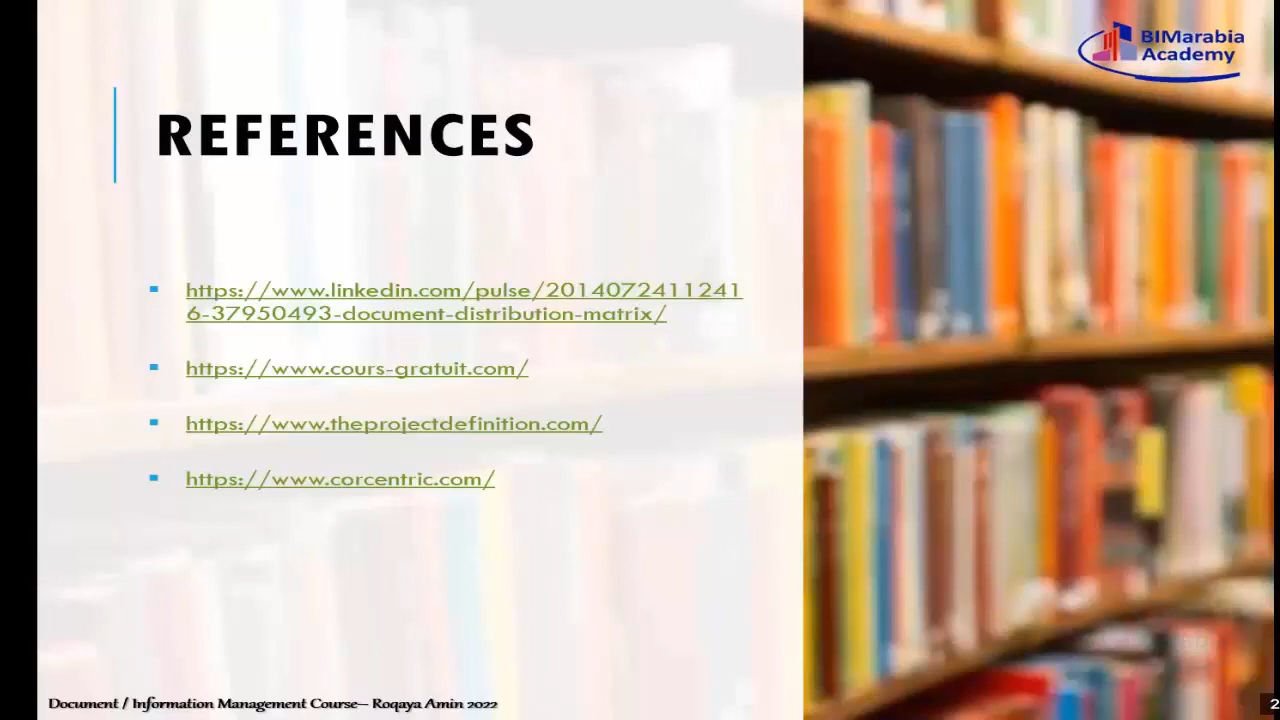 BIMarabia
Academy
REFERENCES
https://www.linkedin.com/pulse/2014072411241
6-37950493-document-distribution-matrix/
https://www.cours-gratuit.com/
https://www.theprojectdefinition.com/
https://www.corcentric.com/
Document / Information Management Course– Roqaya Amin 2022
2